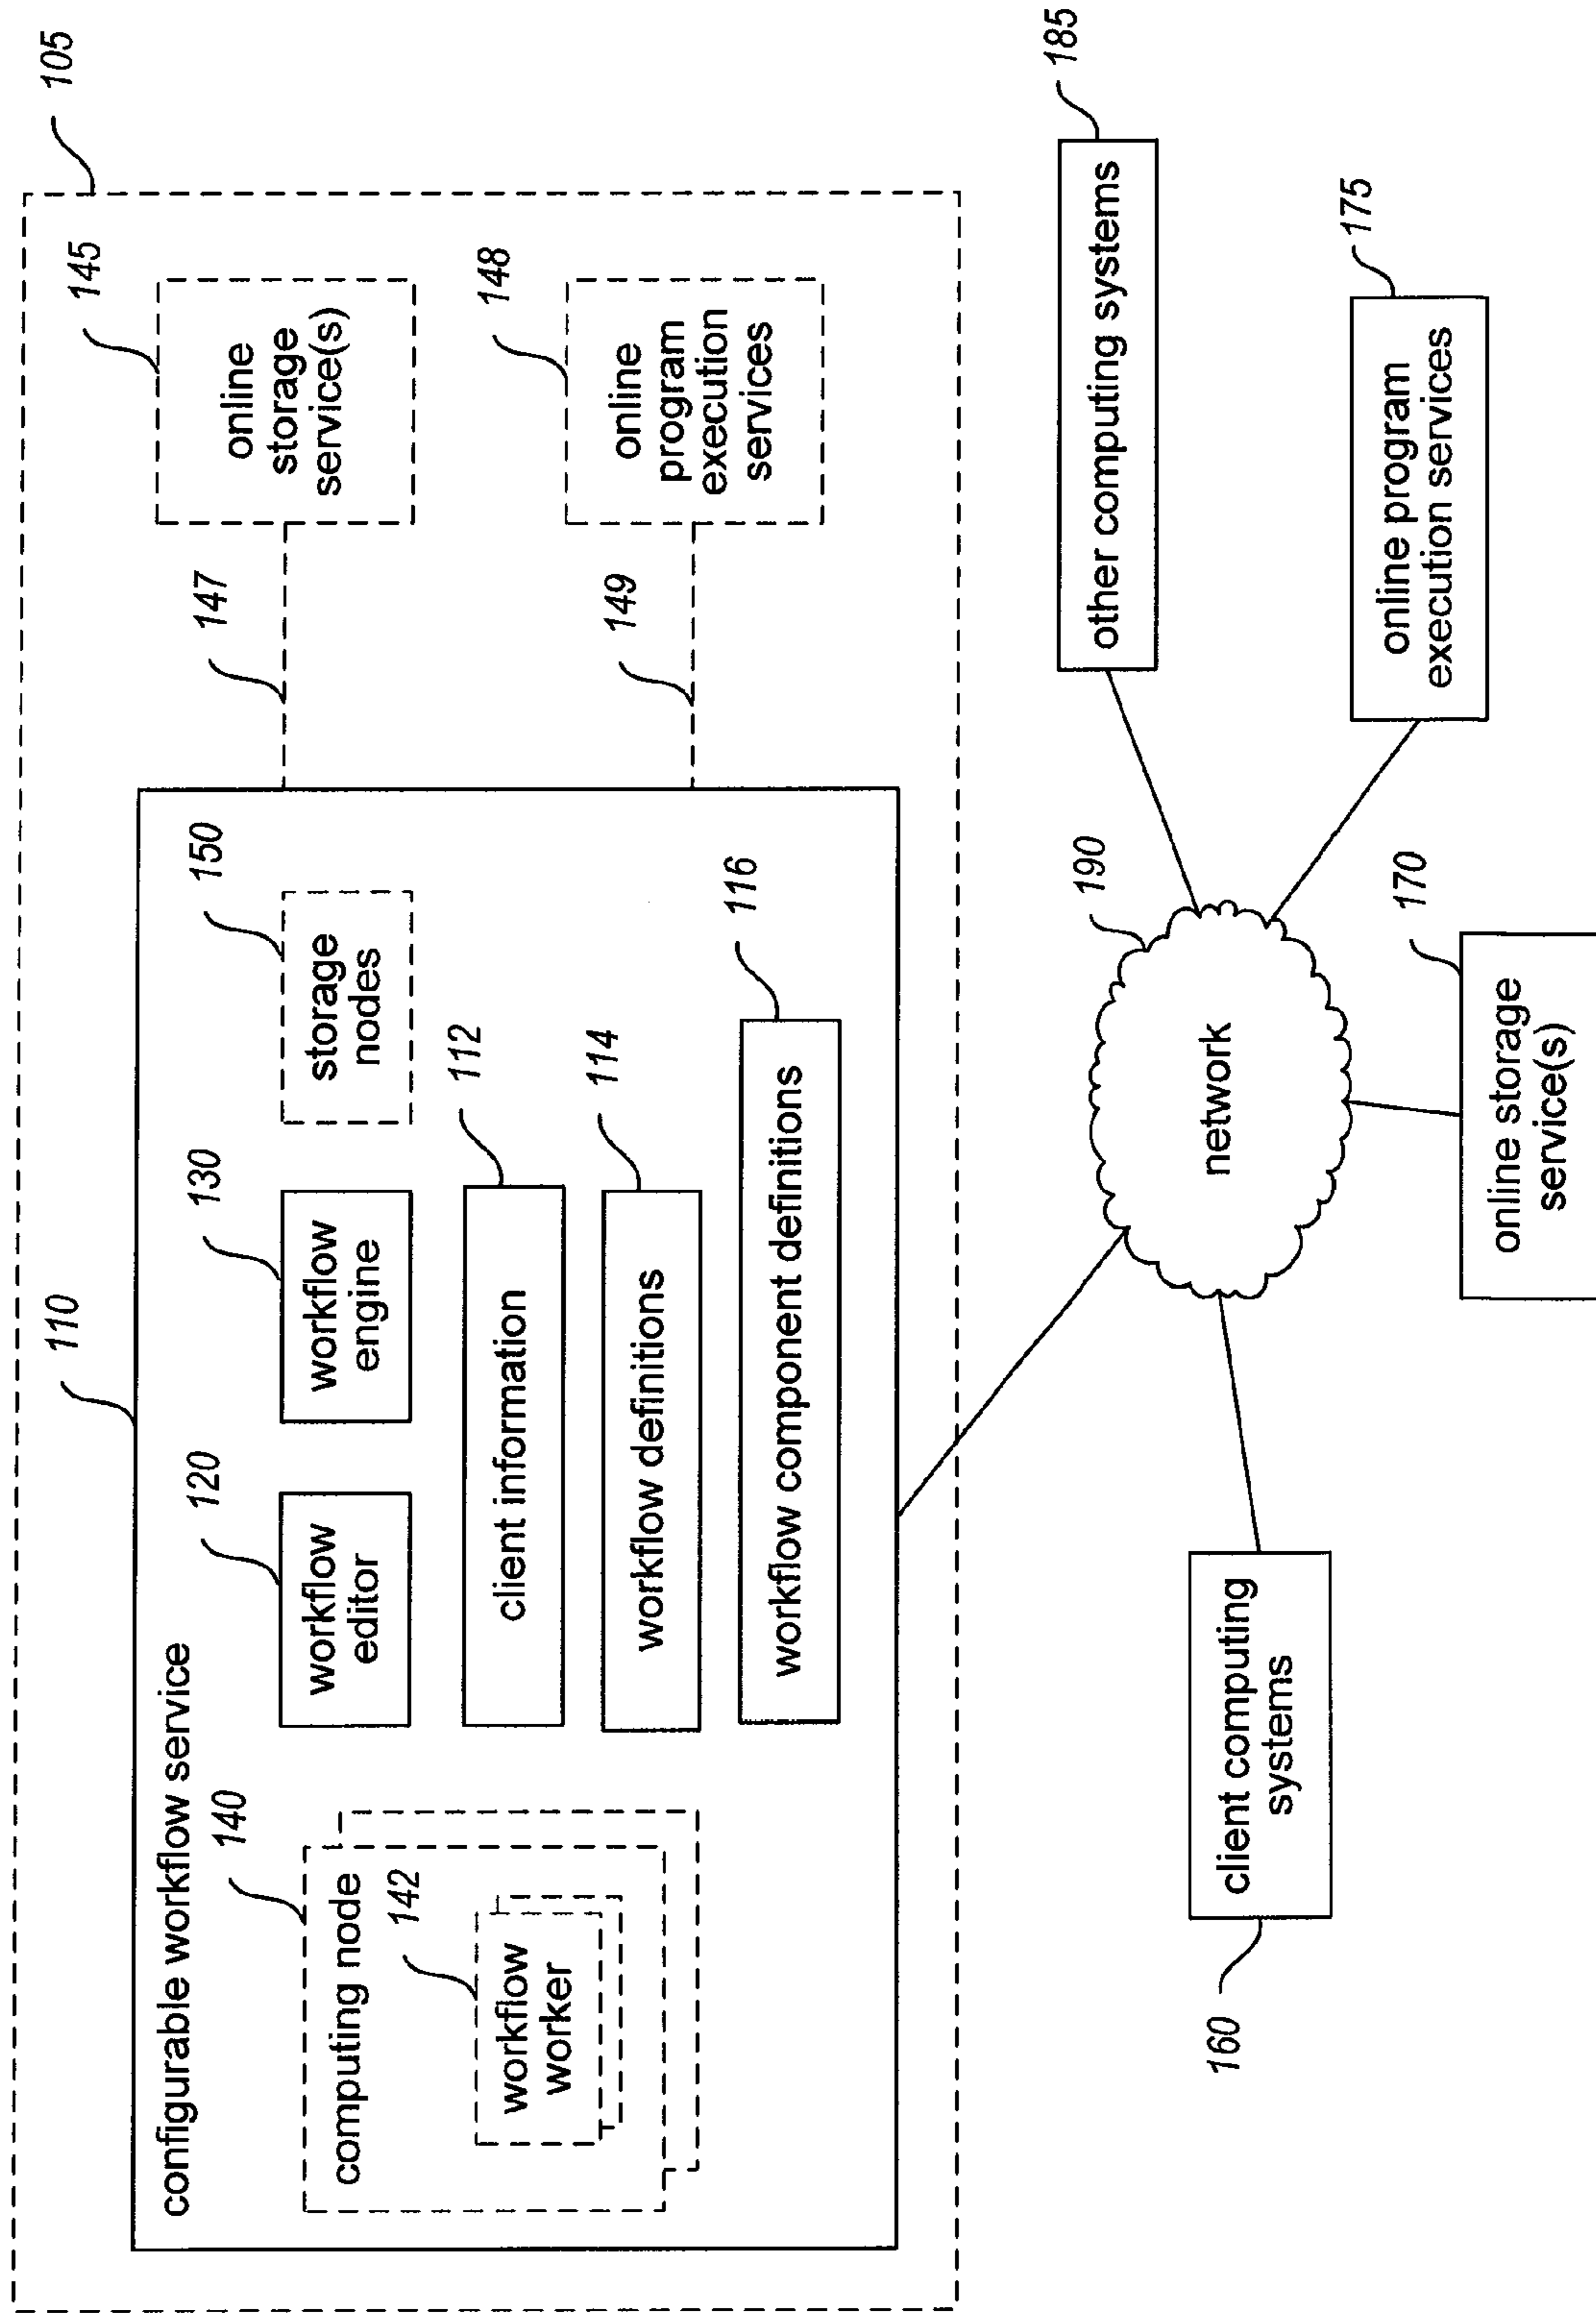 105
110
configurable workflow service
140
computing node
142
workflow
worker
120
workflow
editor
130
workflow
engine
150
storage
nodes
112
client information
114
workflow definitions
116
workflow component definitions
147
145
online
storage
service(s)
149
148
online
program
execution
services
190
network
160
client computing
systems
170
online storage
service(s)
175
online program
execution services
185
other computing systems